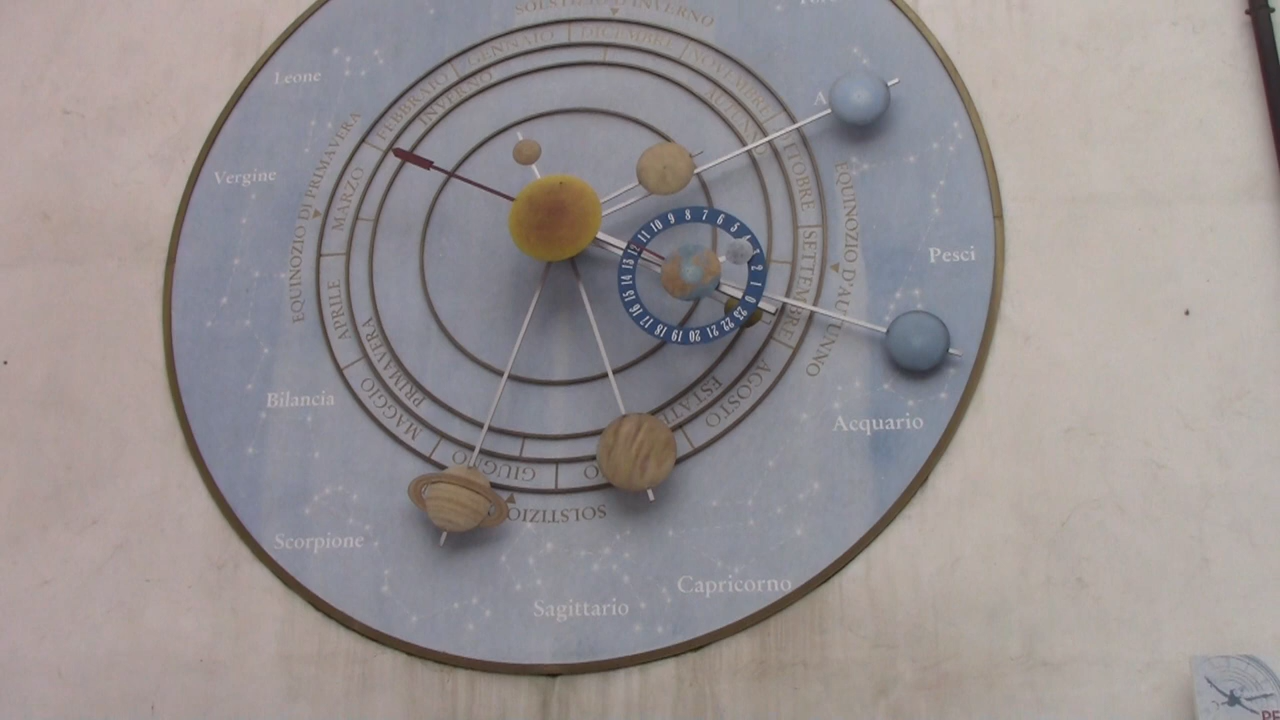 SOLSTIZIO D'INVERNO
Leone
Vergine
Bilancia
Scorpione
Sagittario
Capricorno
Acquario
Pesci
A
EQUINOZIO DI PRIMAVERA
EQUINOZIO D'AUTUNNO
SOLSTIZIO
GENNAIO
FEBBRAIO
MARZO
APRILE
MAGGIO
GIUGNO
O
AGOSTO
SETTEMBRE
OTTOBRE
NOVEMBRE
DICEMBRE
INVERNO
PRIMAVERA
ESTATE
AUTUNNO
0 1 2 3 4 5 6 7 8 9 10 11 12 13 14 15 16 17 18 19 20 21 22 23